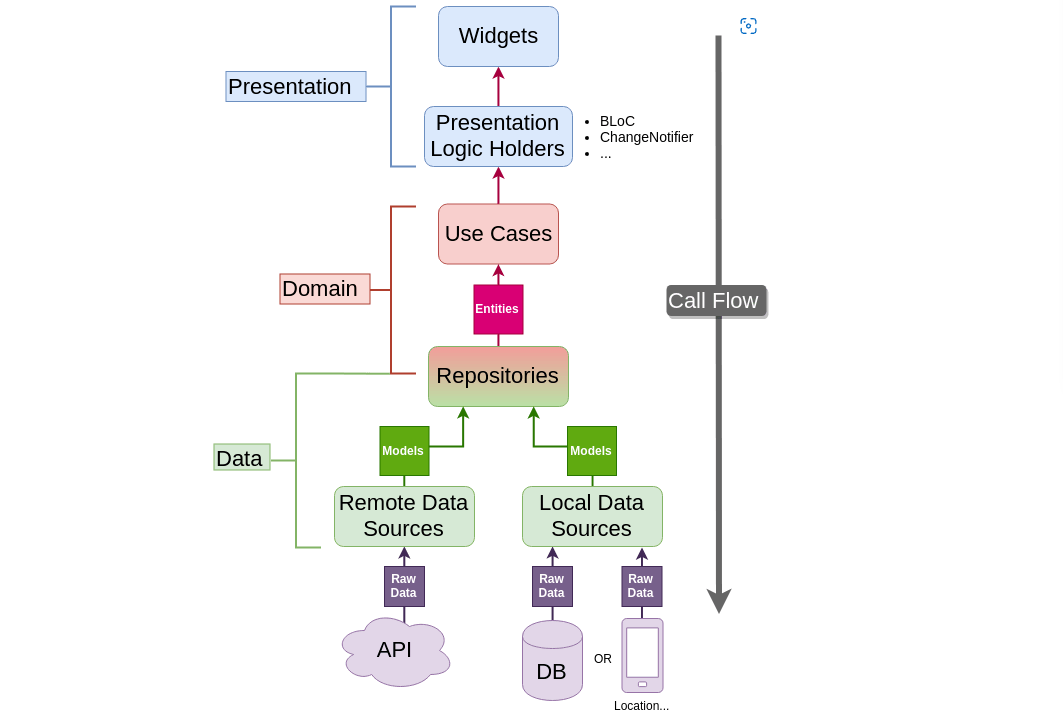 Widgets
Presentation
Presentation
Logic Holders
BLoC
ChangeNotifier
...
Use Cases
Domain
Entities
Call Flow
Repositories
Models
Models
Data
Remote Data
Sources
Local Data
Sources
Raw
Data
Raw
Data
Raw
Data
API
DB
OR
Location...